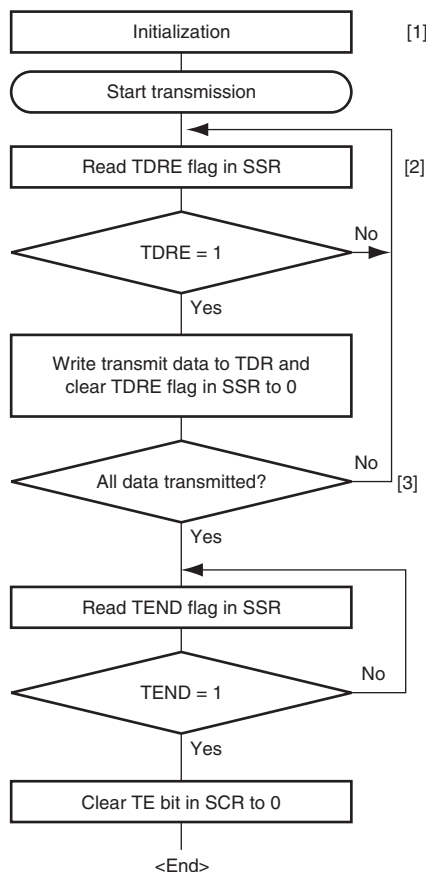 Initialization [1]
Start transmission
Read TDRE flag in SSR [2]
No
TDRE = 1
Yes
Write transmit data to TDR and
clear TDRE flag in SSR to 0
No
All data transmitted? [3]
Yes
Read TEND flag in SSR
No
TEND = 1
Yes
Clear TE bit in SCR to 0
<End>